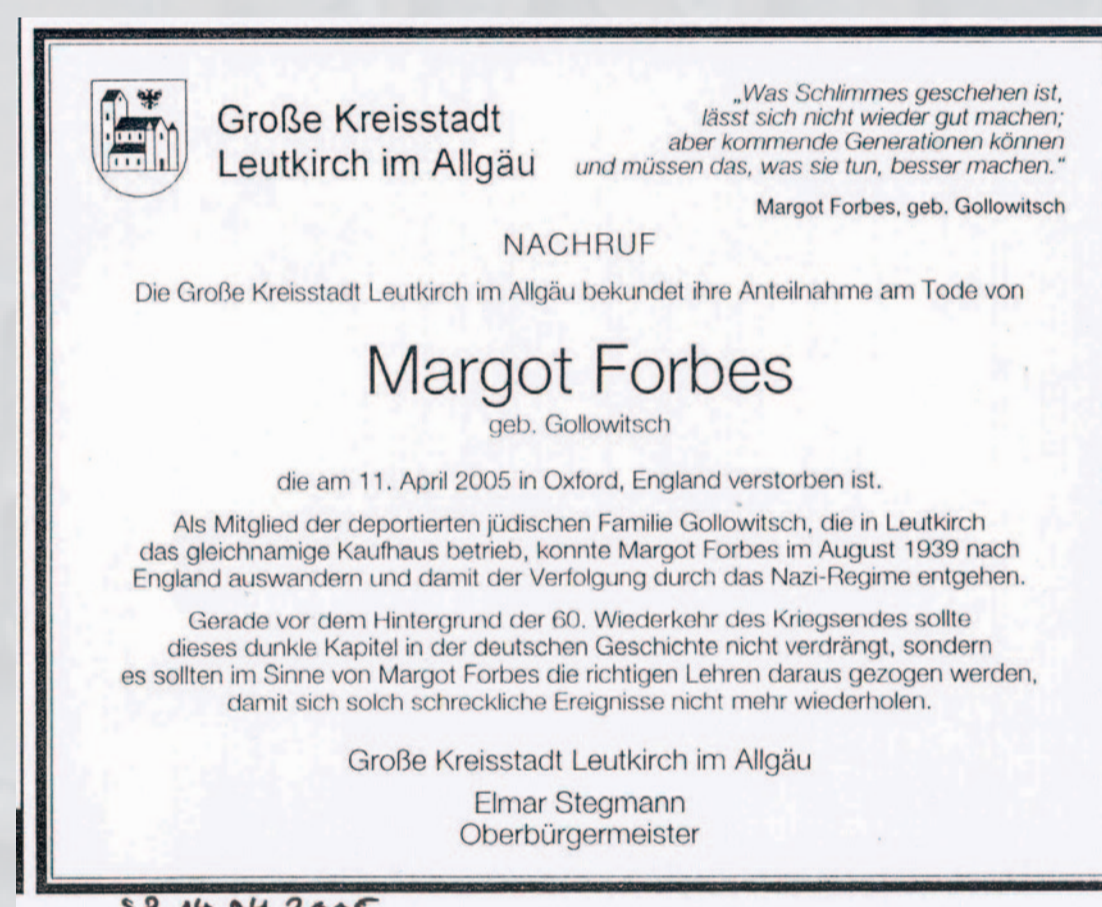 Große Kreisstadt
Leutkirch im Allgäu
„Was Schlimmes geschehen ist,
lässt sich nicht wieder gut machen;
aber kommende Generationen können
und müssen das, was sie tun, besser machen.“
Margot Forbes, geb. Gollowitsch
NACHRUF
Die Große Kreisstadt Leutkirch im Allgäu bekundet ihre Anteilnahme am Tode von
Margot Forbes
geb. Gollowitsch
die am 11. April 2005 in Oxford, England verstorben ist.
Als Mitglied der deportierten jüdischen Familie Gollowitsch, die in Leutkirch
das gleichnamige Kaufhaus betrieb, konnte Margot Forbes im August 1939 nach
England auswandern und damit der Verfolgung durch das Nazi-Regime entgehen.
Gerade vor dem Hintergrund der 60. Wiederkehr des Kriegsendes sollte
dieses dunkle Kapitel in der deutschen Geschichte nicht verdrängt, sondern
es sollten im Sinne von Margot Forbes die richtigen Lehren daraus gezogen werden,
damit sich solch schreckliche Ereignisse nicht mehr wiederholen.
Große Kreisstadt Leutkirch im Allgäu
Elmar Stegmann
Oberbürgermeister